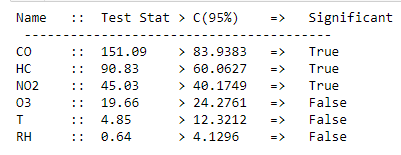 Name :: Test Stat > C(95%) => Significant
--------------------------------------------------
CO :: 151.09 > 83.9383 => True
HC :: 90.83 > 60.0627 => True
NO2 :: 45.03 > 40.1749 => True
O3 :: 19.66 > 24.2761 => False
T :: 4.85 > 12.3212 => False
RH :: 0.64 > 4.1296 => False